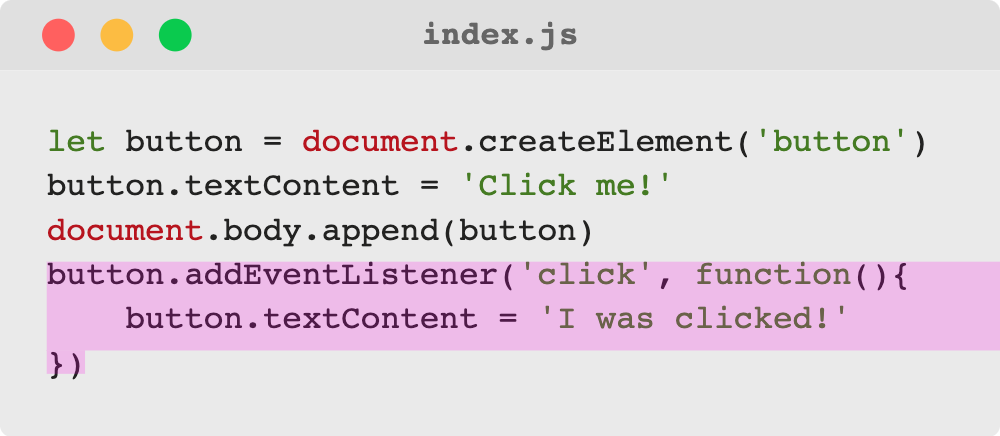 index.js
let button = document.createElement('button')
button.textContent = 'Click me!'
document.body.append(button)
button.addEventListener('click', function(){
    button.textContent = 'I was clicked!'
})